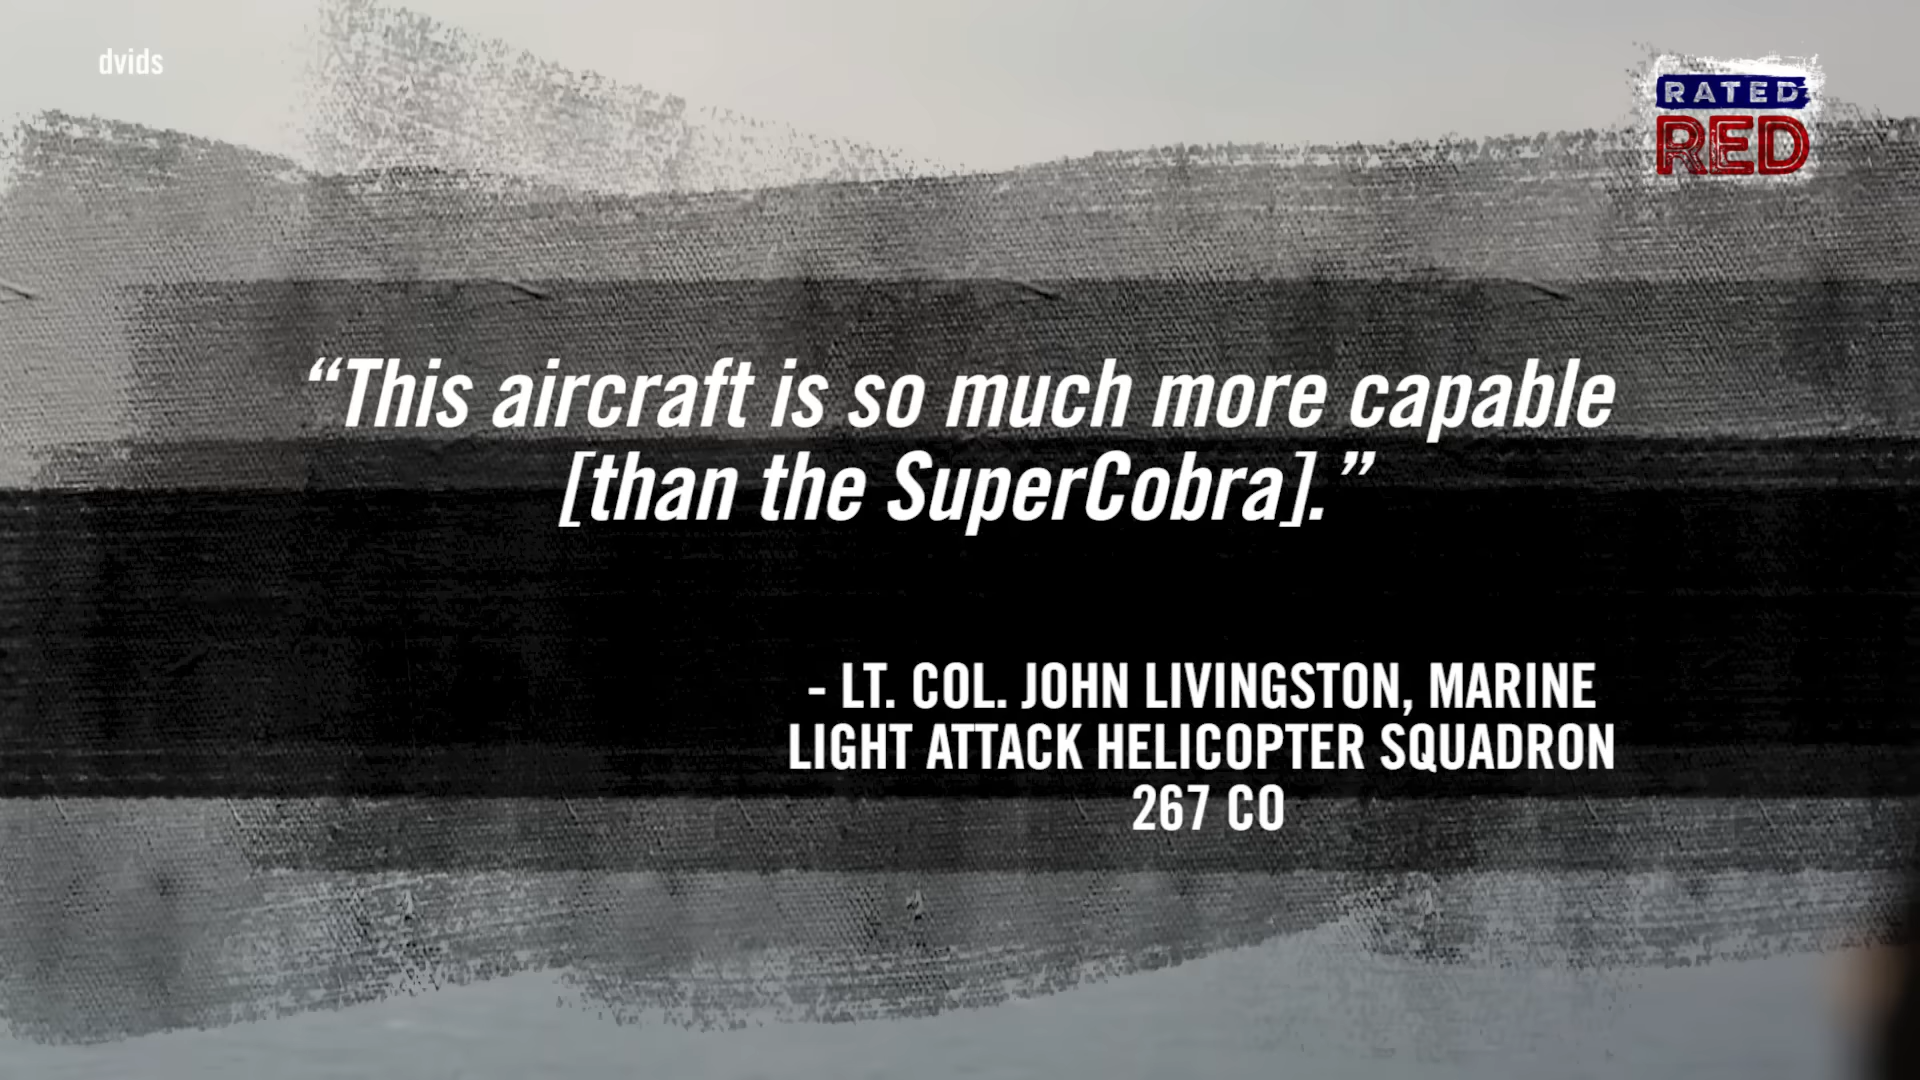 dvids
RATED
RED
“This aircraft is so much more capable
[than the SuperCobra].”
- LT. COL. JOHN LIVINGSTON, MARINE
LIGHT ATTACK HELICOPTER SQUADRON
267 CO